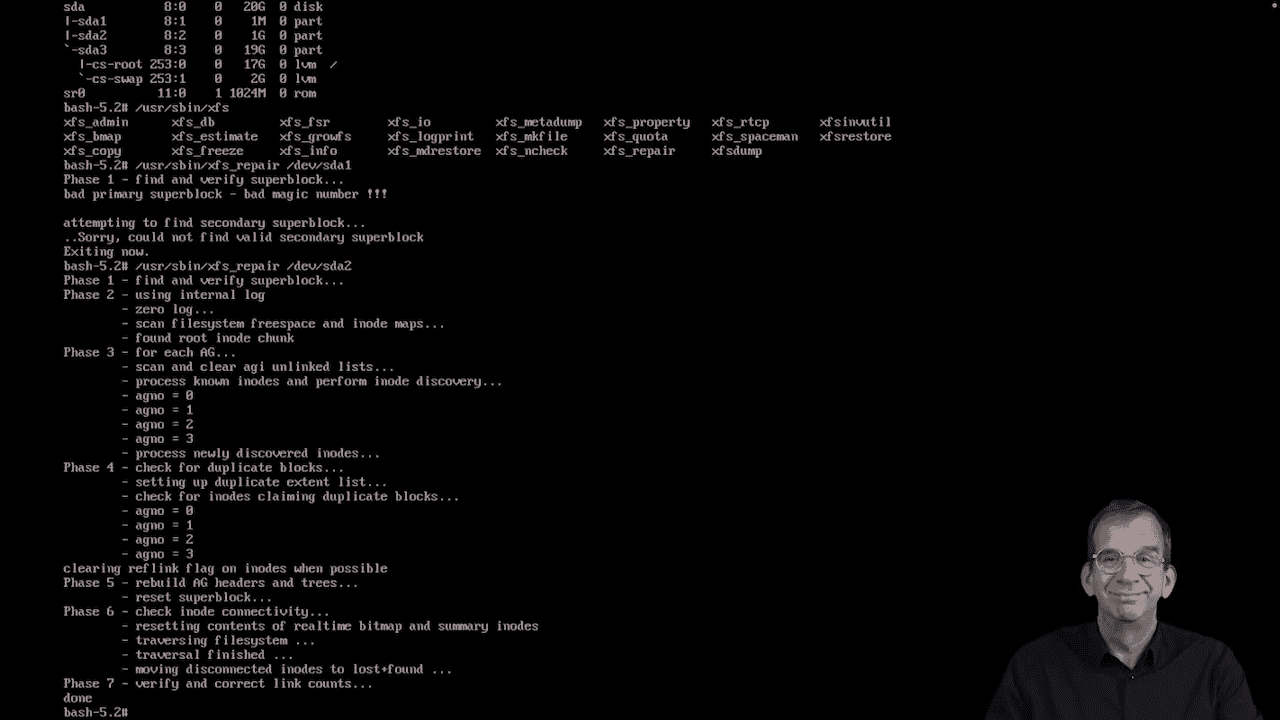 sda           8:0    0   20G  0 disk
|-sda1        8:1    0    1M  0 part
|-sda2        8:2    0    1G  0 part
`-sda3        8:3    0   19G  0 part
  |-cs-root 253:0    0   17G  0 lvm  /
  `-cs-swap 253:1    0    2G  0 lvm
sr0          11:0    1 1024M  0 rom
bash-5.2# /usr/sbin/xfs
xfs_admin      xfs_db         xfs_fsr        xfs_io         xfs_metadump   xfs_property   xfs_rtcp       xfsinvutil
xfs_bmap       xfs_estimate   xfs_growfs     xfs_logprint   xfs_mkfile     xfs_quota      xfs_spaceman   xfsrestore
xfs_copy       xfs_freeze     xfs_info       xfs_mdrestore  xfs_ncheck     xfs_repair     xfsdump
bash-5.2# /usr/sbin/xfs_repair /dev/sda1
Phase 1 - find and verify superblock...
bad primary superblock - bad magic number !!!

attempting to find secondary superblock...
..Sorry, could not find valid secondary superblock
Exiting now.
bash-5.2# /usr/sbin/xfs_repair /dev/sda2
Phase 1 - find and verify superblock...
Phase 2 - using internal log
        - zero log...
        - scan filesystem freespace and inode maps...
        - found root inode chunk
Phase 3 - for each AG...
        - scan and clear agi unlinked lists...
        - process known inodes and perform inode discovery...
        - agno = 0
        - agno = 1
        - agno = 2
        - agno = 3
        - process newly discovered inodes...
Phase 4 - check for duplicate blocks...
        - setting up duplicate extent list...
        - check for inodes claiming duplicate blocks...
        - agno = 0
        - agno = 1
        - agno = 2
        - agno = 3
clearing reflink flag on inodes when possible
Phase 5 - rebuild AG headers and trees...
        - reset superblock...
Phase 6 - check inode connectivity...
        - resetting contents of realtime bitmap and summary inodes
        - traversing filesystem ...
        - traversal finished ...
        - moving disconnected inodes to lost+found ...
Phase 7 - verify and correct link counts...
done
bash-5.2#